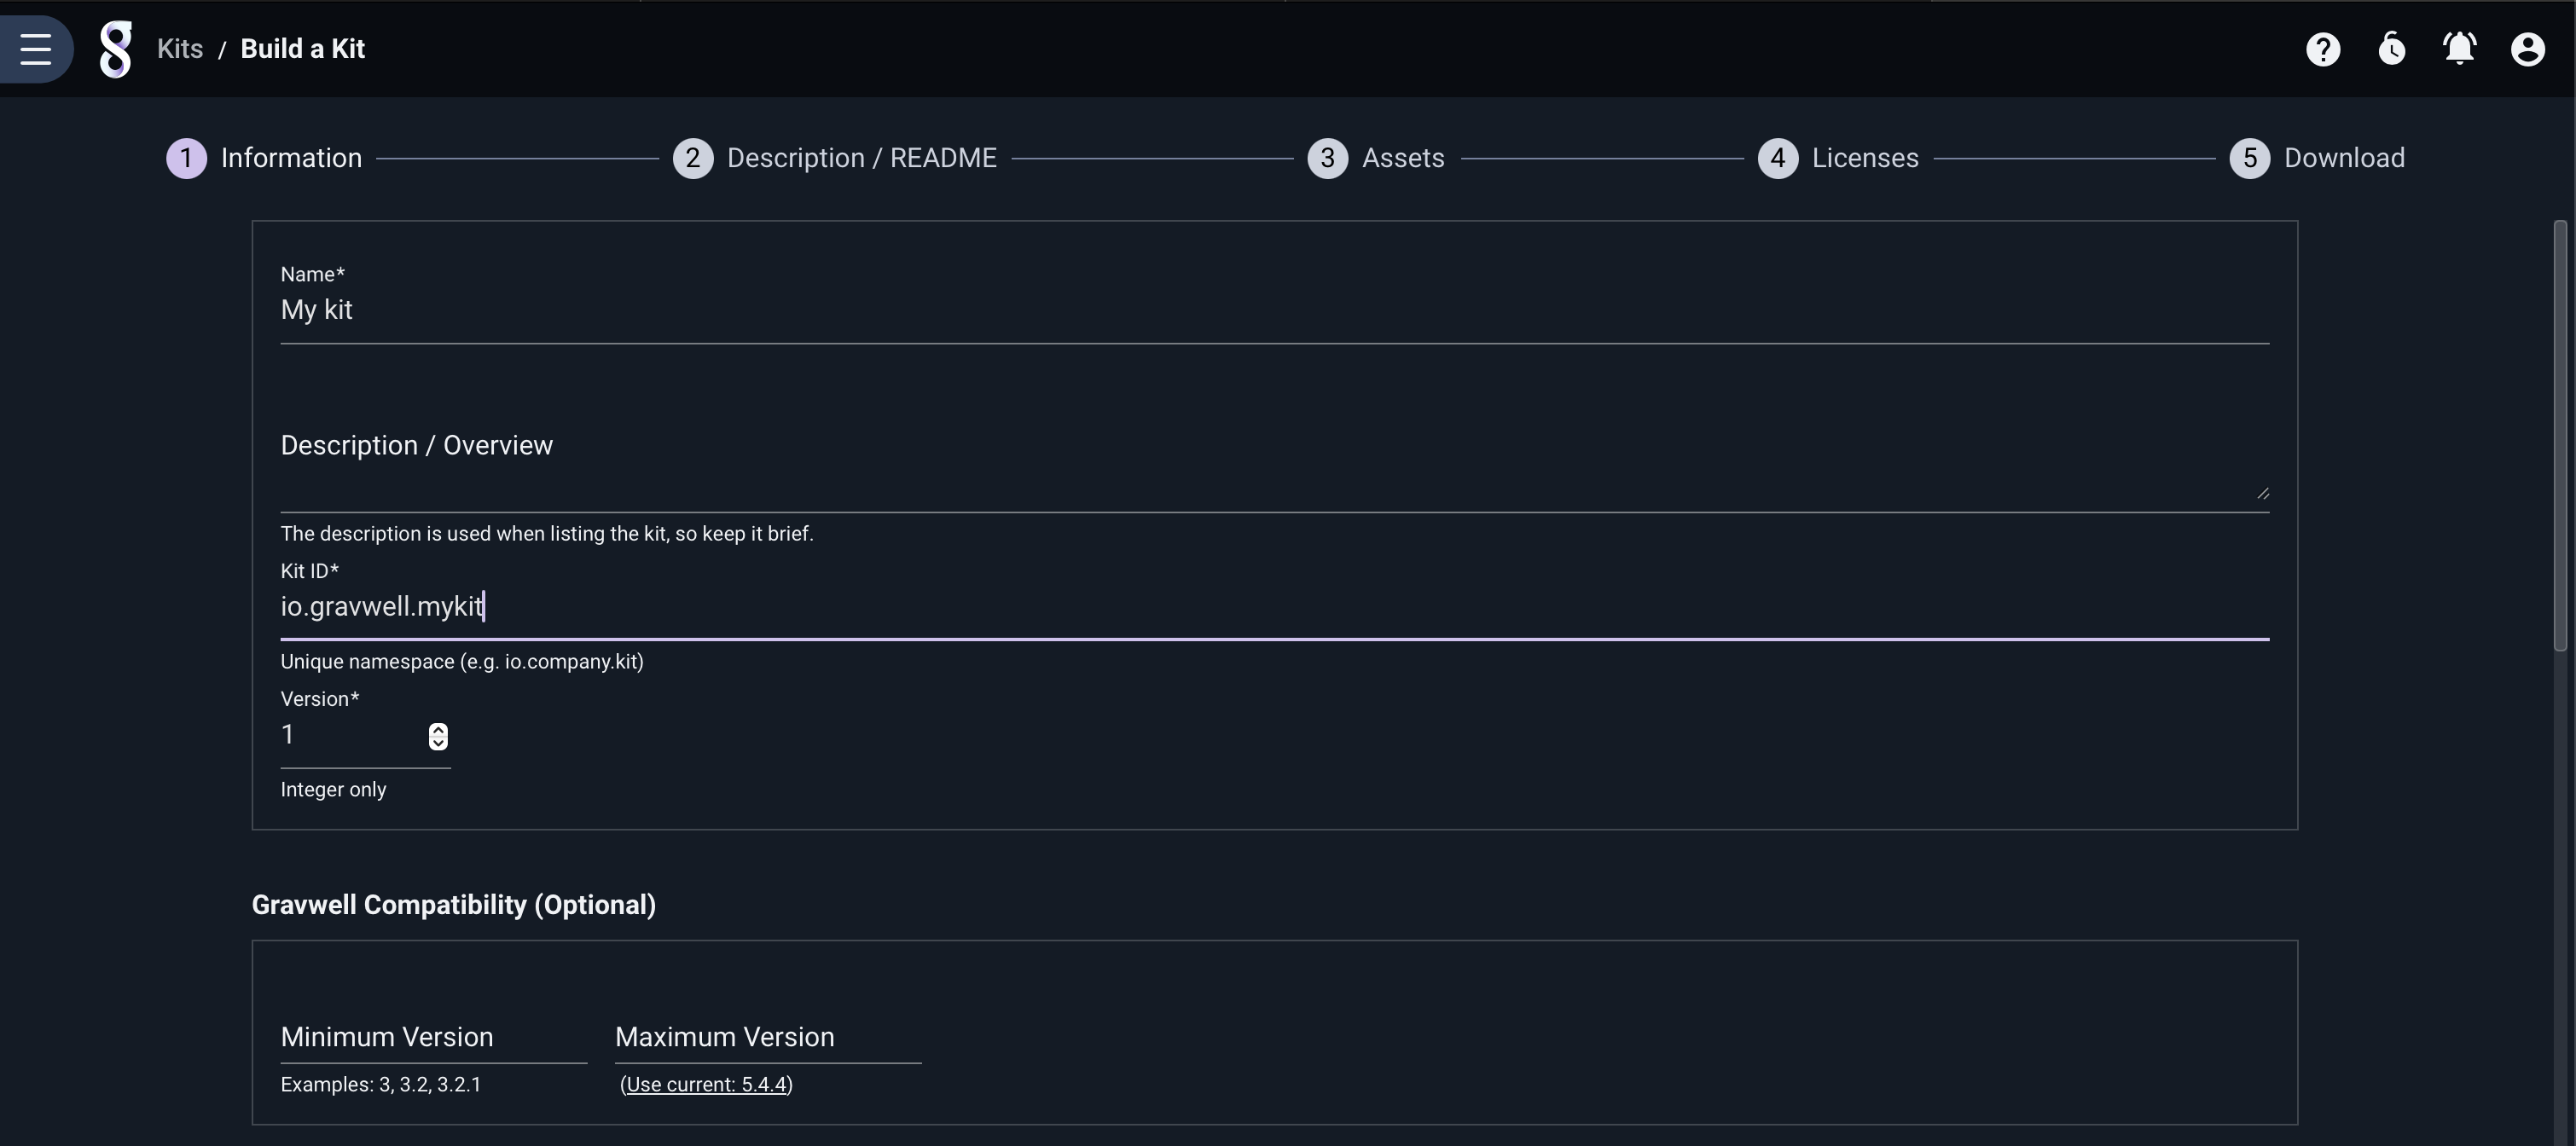 Kits / Build a Kit
1 Information 2 Description / README 3 Assets 4 Licenses 5 Download
Name*
My kit
Description / Overview
The description is used when listing the kit, so keep it brief.
Kit ID*
io.gravwell.mykit
Unique namespace (e.g. io.company.kit)
Version*
1
Integer only
Gravwell Compatibility (Optional)
Minimum Version Maximum Version
Examples: 3, 3.2, 3.2.1 (Use current: 5.4.4)